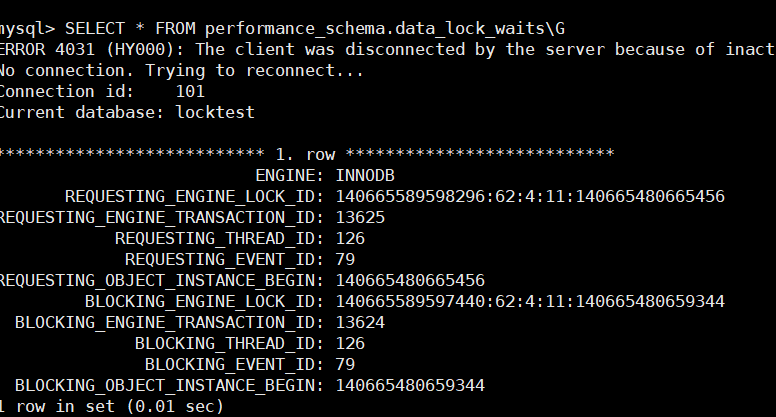 mysql> SELECT * FROM performance_schema.data_lock_waits\G
ERROR 4031 (HY000): The client was disconnected by the server because of inact
No connection. Trying to reconnect...
Connection id:    101
Current database: locktest
*************************** 1. row ***************************
ENGINE: INNODB
REQUESTING_ENGINE_LOCK_ID: 140665589598296:62:4:11:140665480665456
REQUESTING_ENGINE_TRANSACTION_ID: 13625
REQUESTING_THREAD_ID: 126
REQUESTING_EVENT_ID: 79
REQUESTING_OBJECT_INSTANCE_BEGIN: 140665480665456
BLOCKING_ENGINE_LOCK_ID: 140665589597440:62:4:11:140665480659344
BLOCKING_ENGINE_TRANSACTION_ID: 13624
BLOCKING_THREAD_ID: 126
BLOCKING_EVENT_ID: 79
BLOCKING_OBJECT_INSTANCE_BEGIN: 140665480659344
1 row in set (0.01 sec)